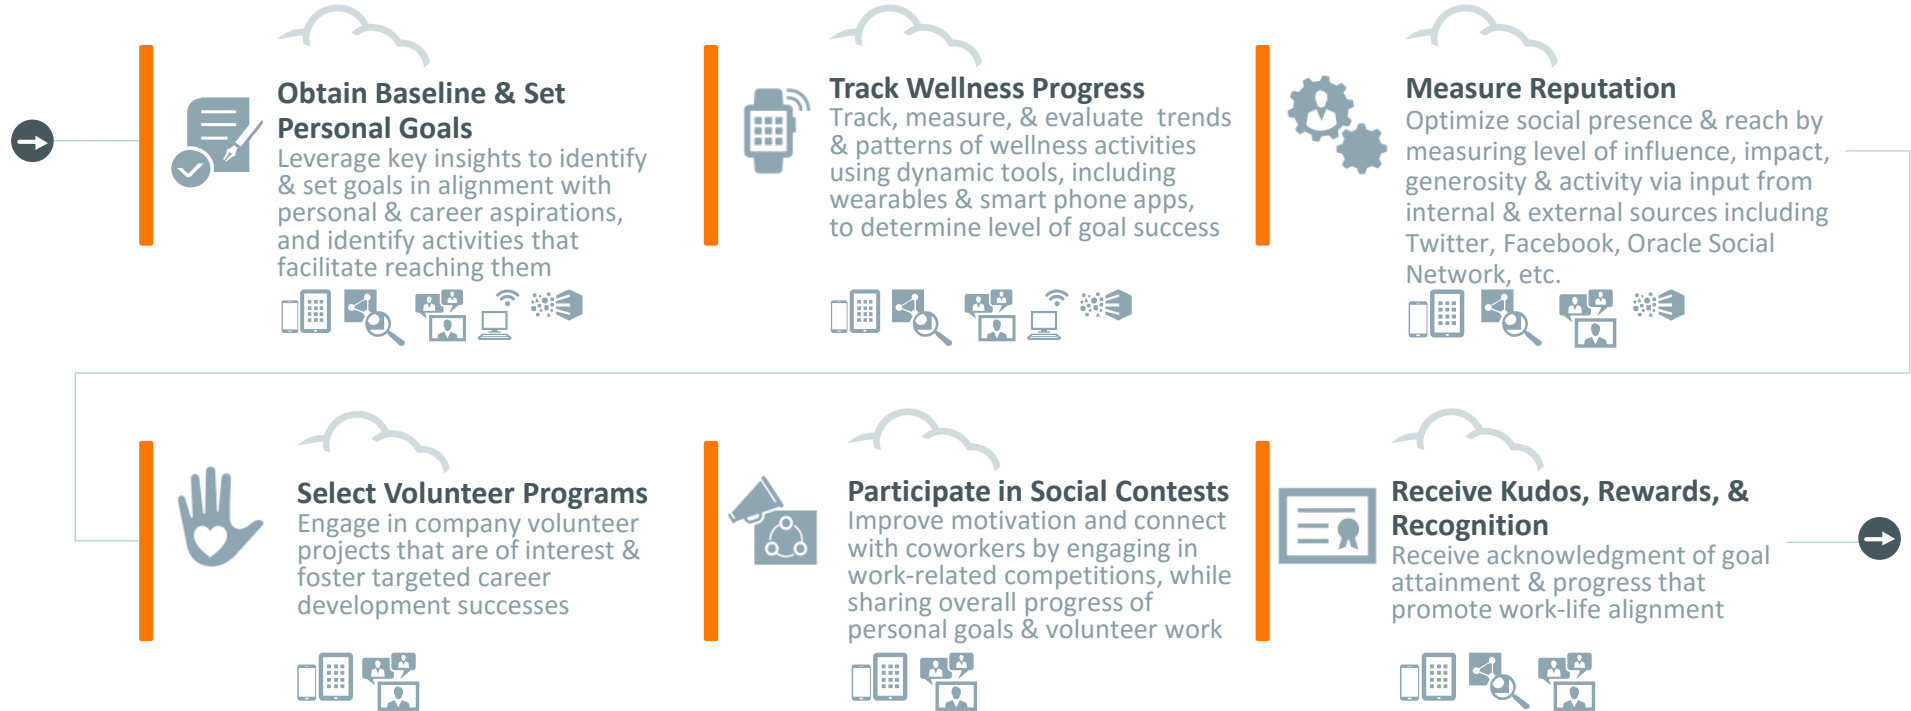 Obtain Baseline & Set
Personal Goals
Leverage key insights to identify
& set goals in alignment with
personal & career aspirations,
and identify activities that
facilitate reaching them
Track Wellness Progress
Track, measure, & evaluate trends
& patterns of wellness activities
using dynamic tools, including
wearables & smart phone apps,
to determine level of goal success
Measure Reputation
Optimize social presence & reach by
measuring level of influence, impact,
generosity & activity via input from
internal & external sources including
Twitter, Facebook, Oracle Social
Network, etc.
Select Volunteer Programs
Engage in company volunteer
projects that are of interest &
foster targeted career
development successes
Participate in Social Contests
Improve motivation and connect
with coworkers by engaging in
work-related competitions, while
sharing overall progress of
personal goals & volunteer work
Receive Kudos, Rewards, &
Recognition
Receive acknowledgment of goal
attainment & progress that
promote work-life alignment